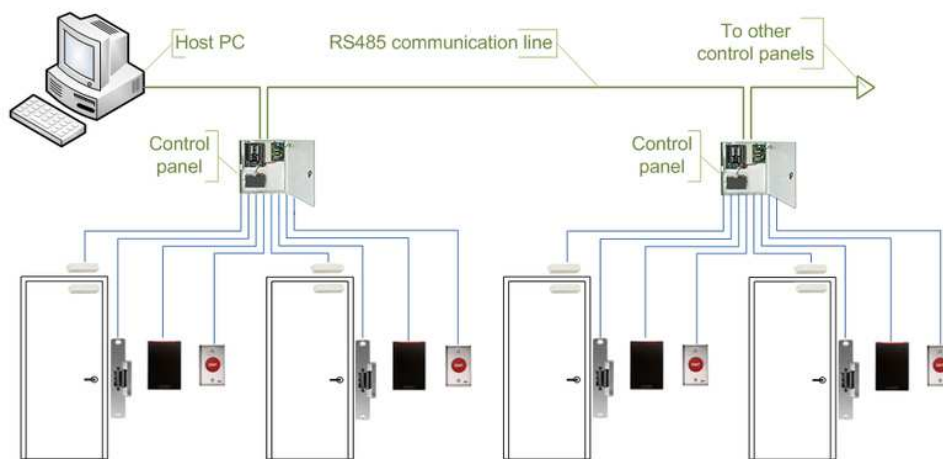 Host PC
RS485 communication line
To other
control panels
Control
panel
Control
panel